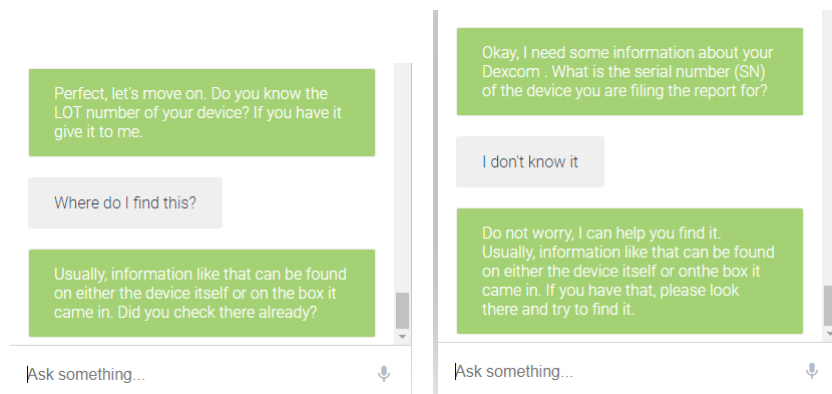 Perfect, let's move on. Do you know the
LOT number of your device? If you have it
give it to me.
Where do I find this?
Usually, information like that can be found
on either the device itself or on the box it
came in. Did you check there already?
Ask something...
Okay, I need some information about your
Dexcom . What is the serial number (SN)
of the device you are filing the report for?
I don't know it
Do not worry, I can help you find it.
Usually, information like that can be found
on either the device itself or onthe box it
came in. If you have that, please look
there and try to find it.
Ask something...